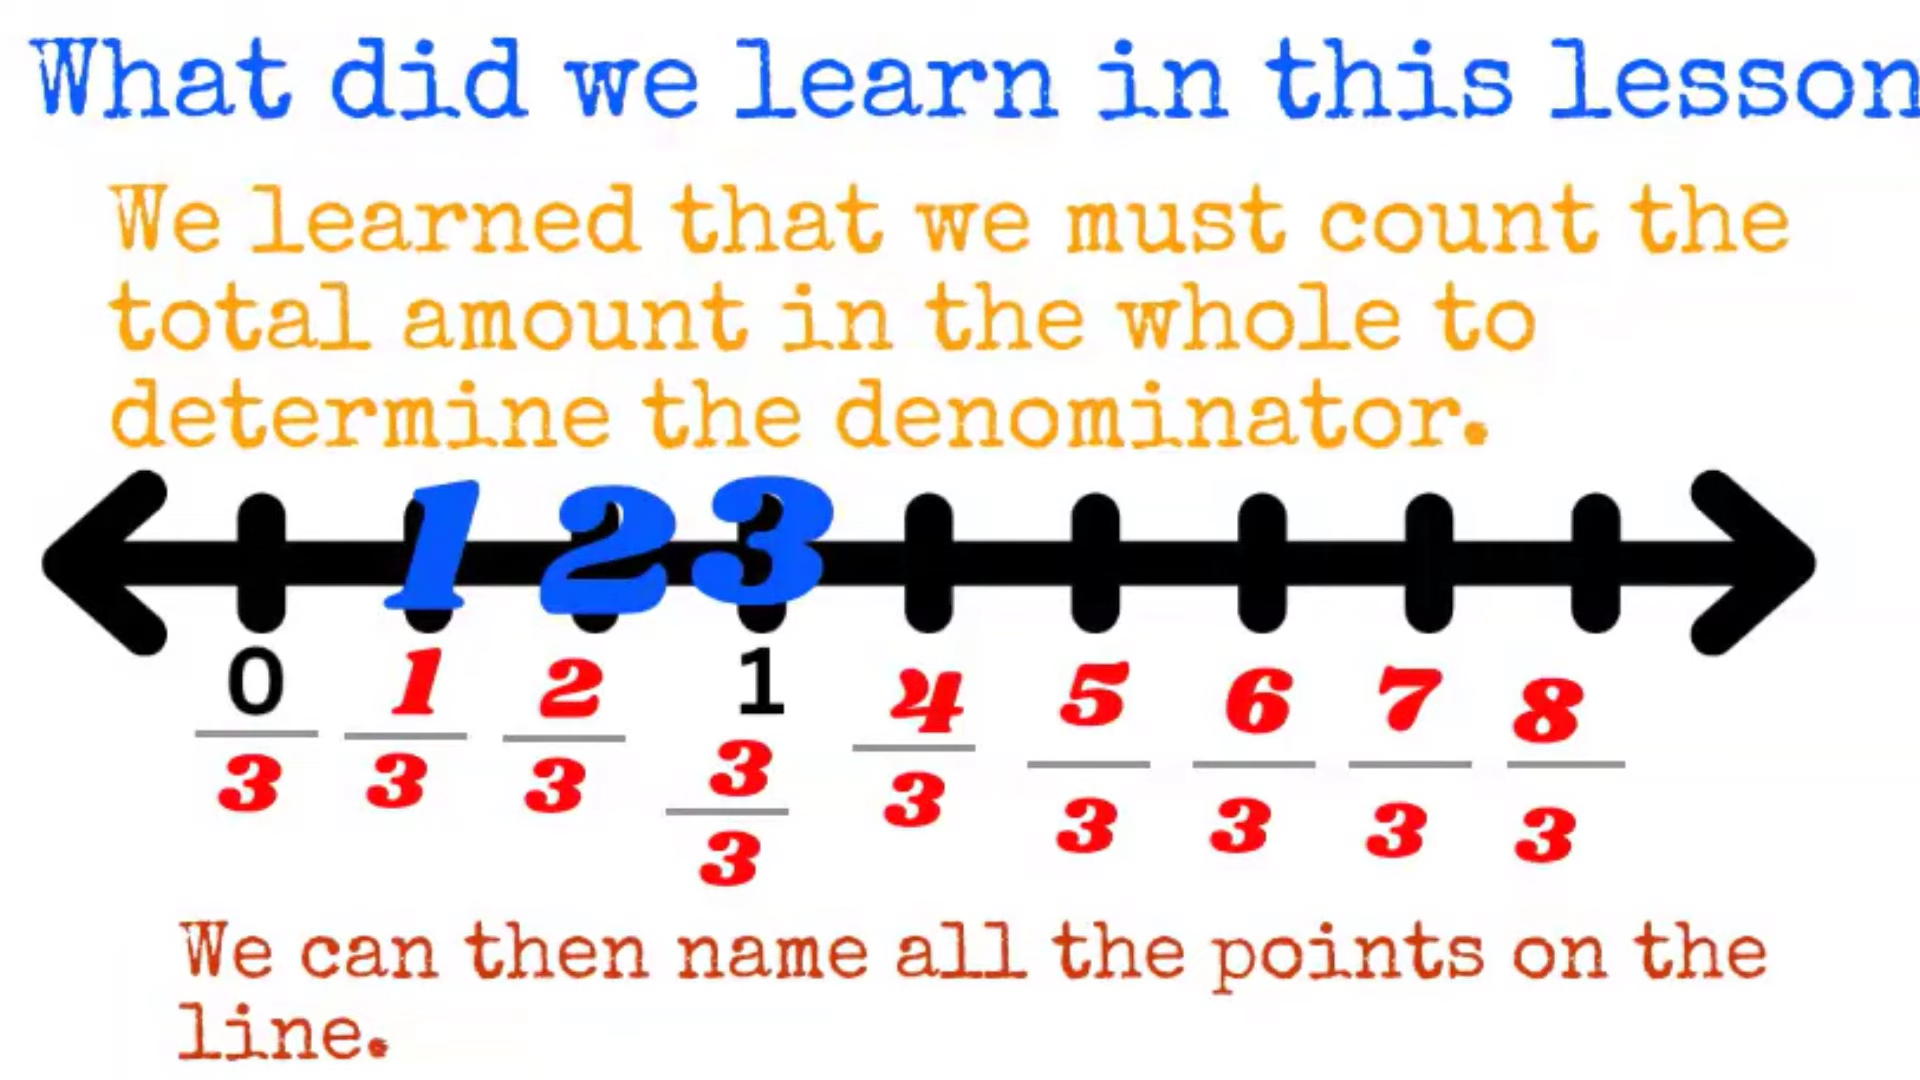 What did we learn in this lesson
We learned that we must count the
total amount in the whole to
determine the denominator.
1 2 3
0 1 2 1 4 5 6 7 8
3 3 3 3 3 3 3 3 3
3
We can then name all the points on the
line.